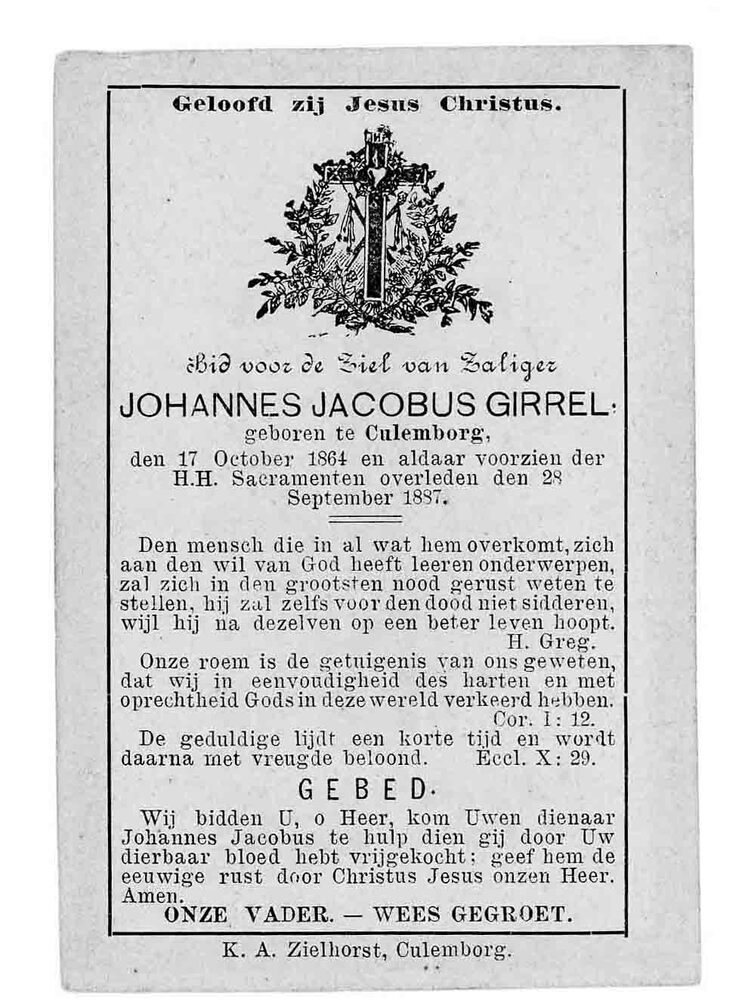 Geloofd zij Jesus Christus.
Bid voor de Ziel van Zaliger
JOHANNES JACOBUS GIRREL.
geboren te Culemborg,
den 17 October 1864 en aldaar voorzien der
H.H. Sacramenten overleden den 28
September 1887.
Den mensch die in al wat hem overkomt, zich
aan den wil van God heeft leeren onderwerpen,
zal zich in den grootsten nood gerust weten te
stellen, hij zal zelfs voor den dood niet sidderen,
wijl hij na dezelven op een beter leven hoopt.
H. Greg.
Onze roem is de getuigenis van ons geweten,
dat wij in eenvoudigheid des harten en met
oprechtheid Gods in deze wereld verkeerd hebben.
Cor. I: 12.
De geduldige lijdt een korte tijd en wordt
daarna met vreugde beloond. Eccl. X: 29.
GEBED.
Wij bidden U, o Heer, kom Uwen dienaar
Johannes Jacobus te hulp dien gij door Uw
dierbaar bloed hebt vrijgekocht; geef hem de
eeuwige rust door Christus Jesus onzen Heer.
Amen.
ONZE VADER. — WEES GEGROET.
K. A. Zielhorst, Culemborg.